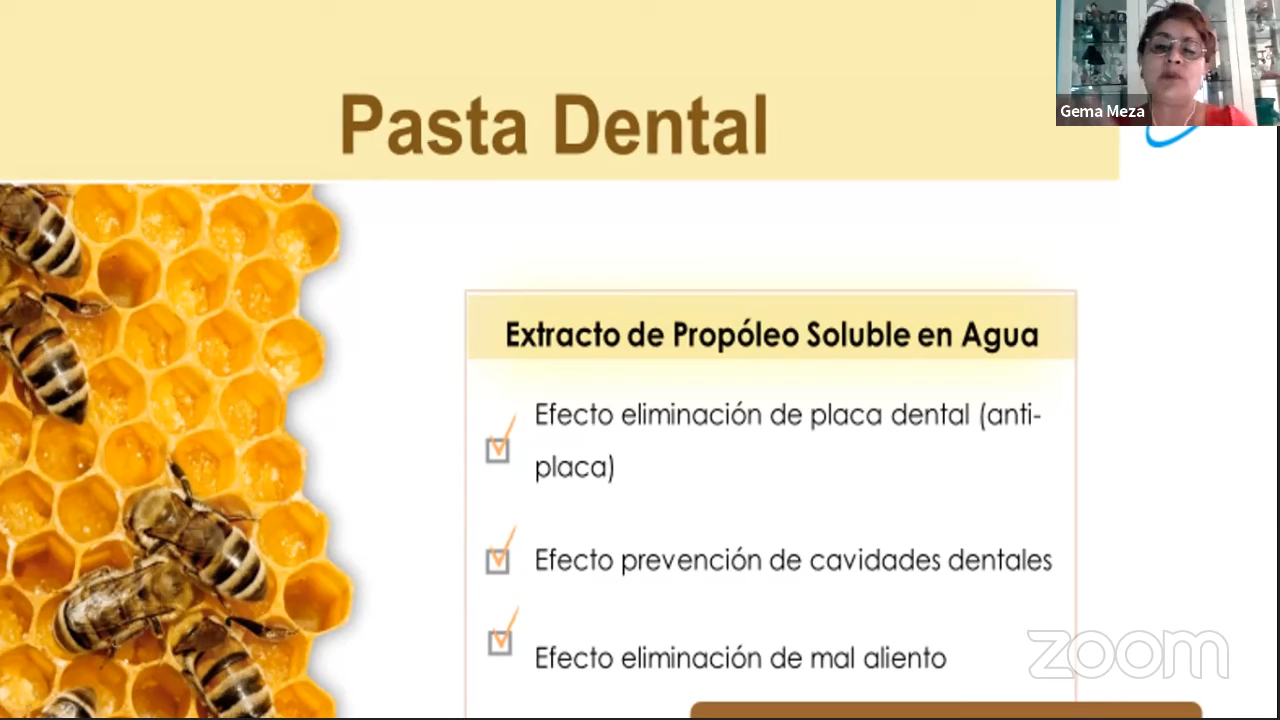 Pasta Dental
Gema Meza
Extracto de Propóleo Soluble en Agua
Efecto eliminación de placa dental (anti-
placa)
Efecto prevención de cavidades dentales
Efecto eliminación de mal aliento
zoom